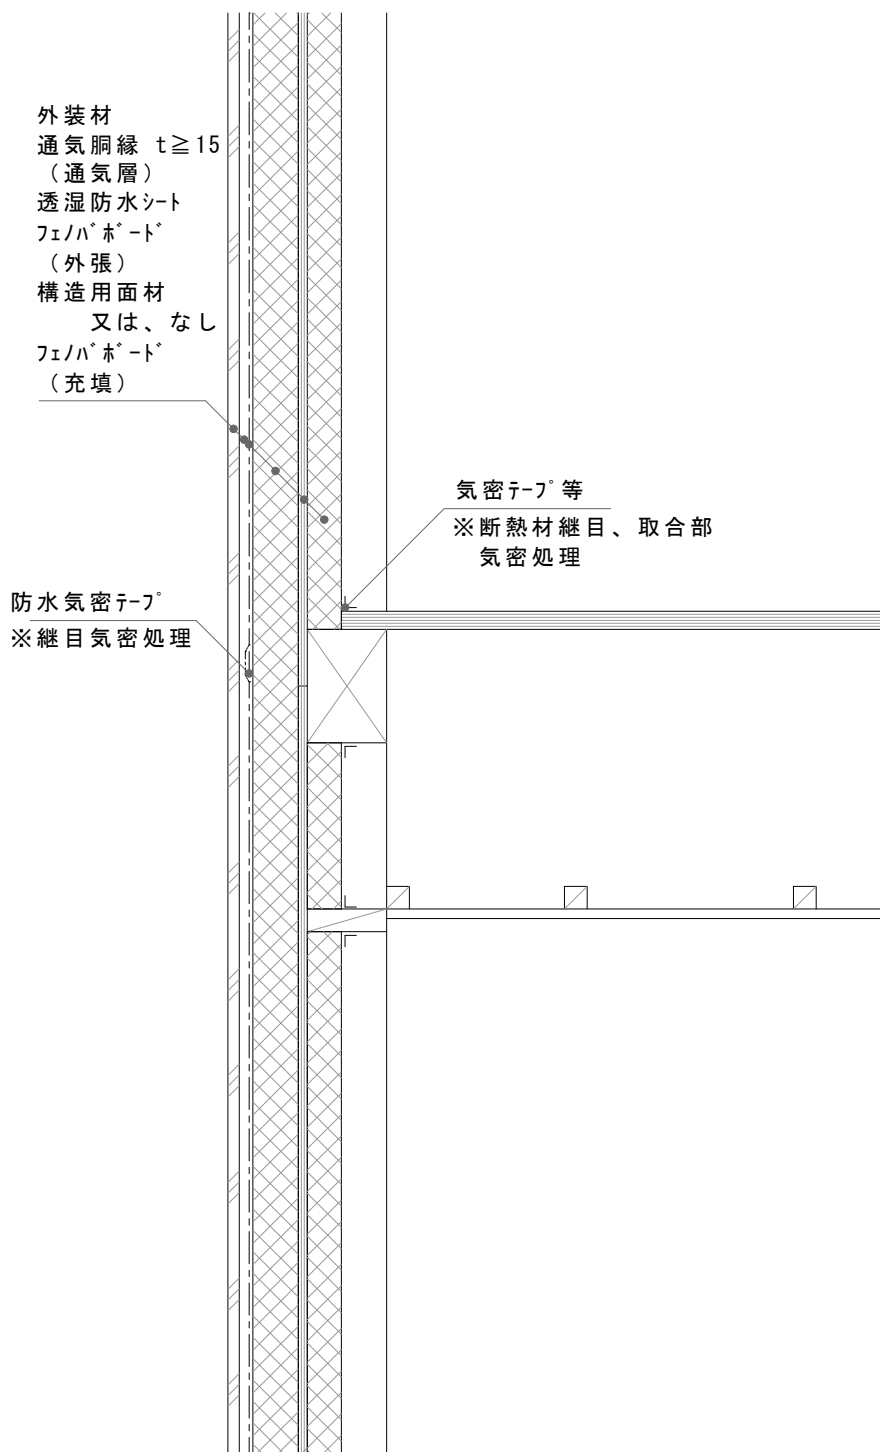 外装材
通気胴縁 t≧15
（通気層）
透湿防水ｼｰﾄ
ﾌｪﾉﾊﾞﾎﾞｰﾄﾞ
（外張）
構造用面材
又は、なし
ﾌｪﾉﾊﾞﾎﾞｰﾄﾞ
（充填）
気密ﾃｰﾌﾟ等
※断熱材継目、取合部
気密処理
防水気密ﾃｰﾌﾟ
※継目気密処理